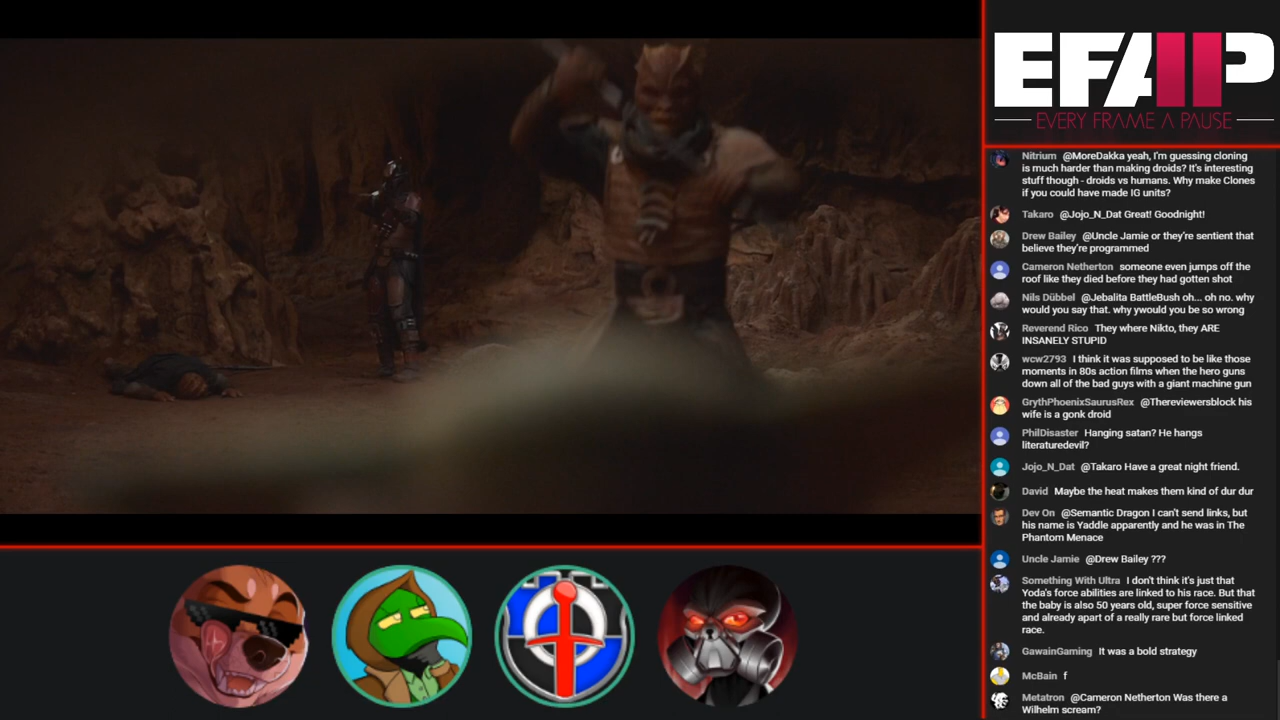 EFAP
EVERY FRAME A PAUSE
Nitrium @MoreDakka yeah, I'm guessing cloning
is much harder than making droids? It's interesting
stuff though - droids vs humans. Why make Clones
if you could have made IG units?
Takaro @Jojo_N_Dat Great! Goodnight!
Drew Bailey @Uncle Jamie or they're sentient that
believe they're programmed
Cameron Netherton someone even jumps off the
roof like they died before they had gotten shot
Nils Dübbel @Jebalita BattleBush oh... oh no. why
would you say that. why ywould you be so wrong
Reverend Rico They where Nikto, they ARE
INSANELY STUPID
wcw2793 I think it was supposed to be like those
moments in 80s action films when the hero guns
down all of the bad guys with a giant machine gun
GrythPhoenixSaurusRex @Thereviewersblock his
wife is a gonk droid
PhilDisaster Hanging satan? He hangs
literaturedevil?
Jojo_N_Dat @Takaro Have a great night friend.
David Maybe the heat makes them kind of dur dur
Dev On @Semantic Dragon I can't send links, but
his name is Yaddle apparently and he was in The
Phantom Menace
Uncle Jamie @Drew Bailey ???
Something With Ultra I don't think it's just that
Yoda's force abilities are linked to his race. But that
the baby is also 50 years old, super force sensitive
and already apart of a really rare but force linked
race.
GawainGaming It was a bold strategy
McBain f
Metatron @Cameron Netherton Was there a
Wilhelm scream?